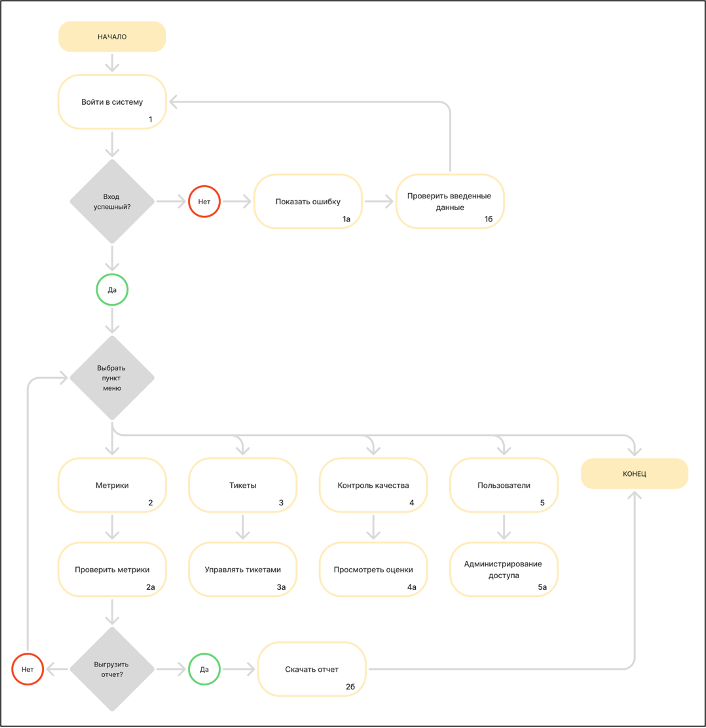 НАЧАЛО
Войти в систему
1
Вход
успешный?
Нет
Показать ошибку
1а
Проверить введенные
данные
1б
Да
Выбрать
пункт
меню
Метрики
2
Тикеты
3
Контроль качества
4
Пользователи
5
КОНЕЦ
Проверить метрики
2а
Управлять тикетами
3а
Просмотреть оценки
4а
Администрирование
доступа
5а
Нет
Выгрузить
отчет?
Да
Скачать отчет
2б